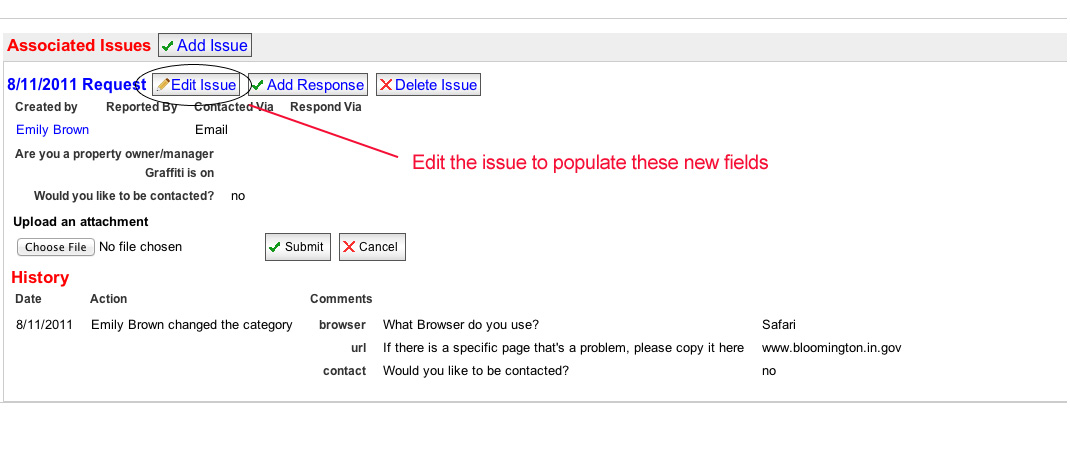 Associated Issues Add Issue
8/11/2011 Request Edit Issue Add Response Delete Issue
Created by Reported By Contacted Via Respond Via
Emily Brown Email
Are you a property owner/manager
Edit the issue to populate these new fields
Graffiti is on
Would you like to be contacted? no
Upload an attachment
Choose File No file chosen Submit Cancel
History
Date Action Comments
8/11/2011 Emily Brown changed the category browser What Browser do you use? Safari
url If there is a specific page that's a problem, please copy it here www.bloomington.in.gov
contact Would you like to be contacted? no